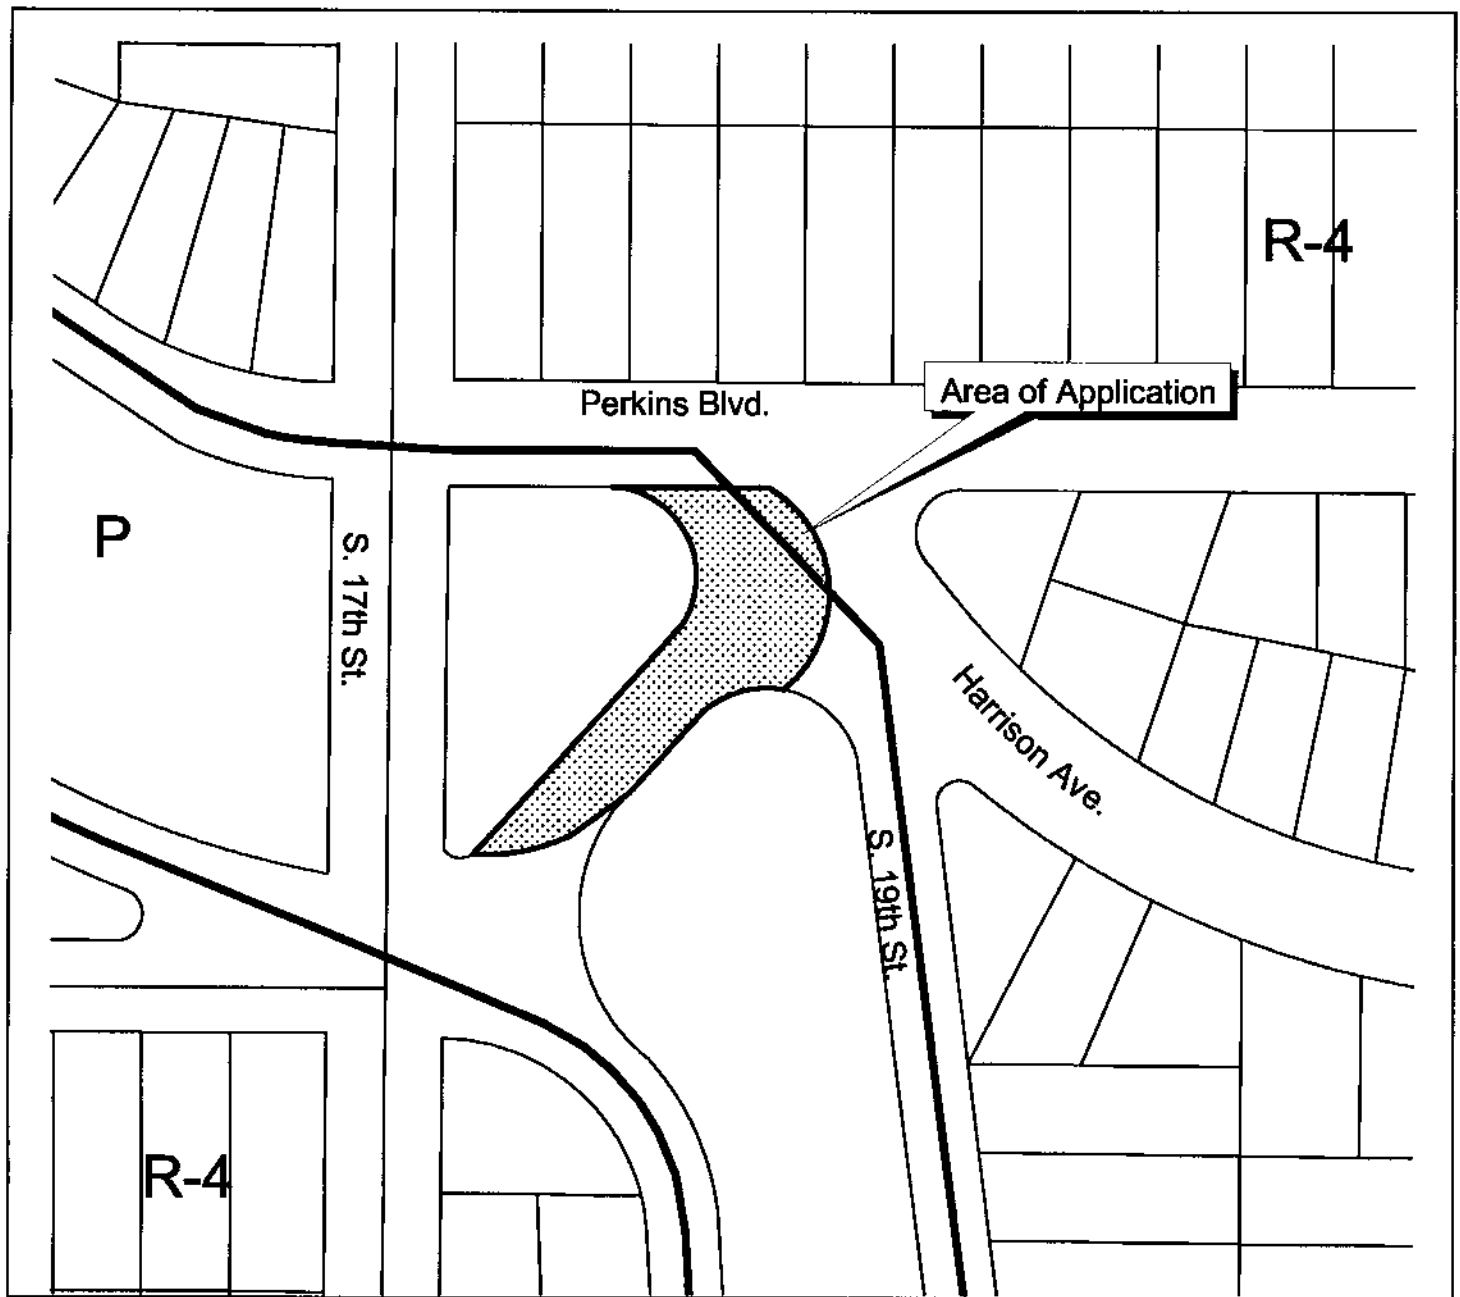 R-4
Area of Application
Perkins Blvd.
P
S. 17th St.
Harrison Ave.
S. 19th St.
R-4